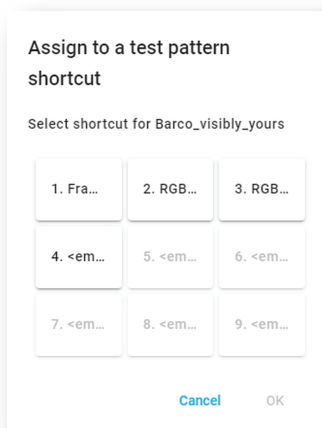 Assign to a test pattern
shortcut
Select shortcut for Barco_visibly_yours
1. Fra...
2. RGB...
3. RGB...
4. <em...
5. <em...
6. <em...
7. <em...
8. <em...
9. <em...
Cancel
OK